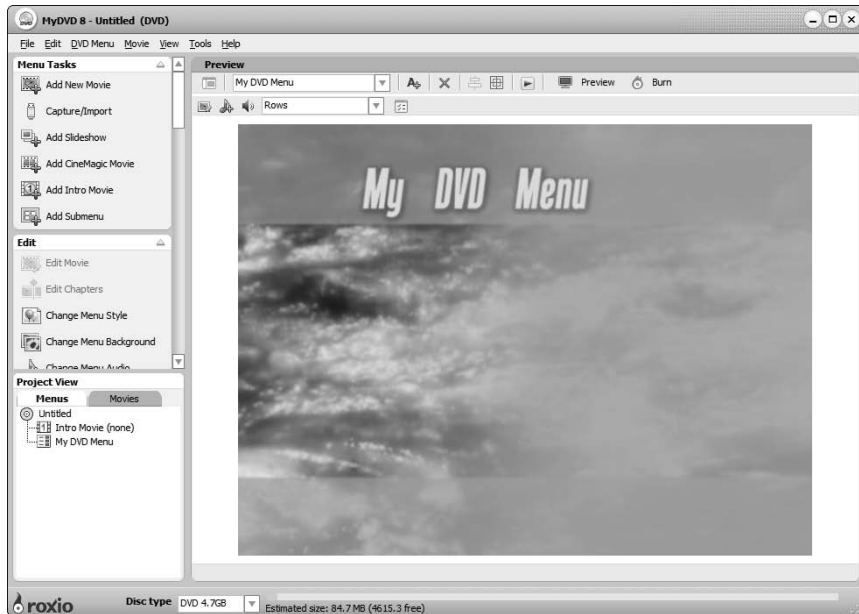 MyDVD 8 - Untitled (DVD)
File Edit DVD Menu Movie View Tools Help
Menu Tasks
Add New Movie
Capture/Import
Add Slideshow
Add CineMagic Movie
Add Intro Movie
Add Submenu
Edit
Edit Movie
Edit Chapters
Change Menu Style
Change Menu Background
Change Menu Audio
Project View
Menus Movies
Untitled
Intro Movie (none)
My DVD Menu
Preview
My DVD Menu Preview Burn
Rows
My DVD Menu
roxio Disc type DVD 4.7GB Estimated size: 84.7 MB (4615.3 free)